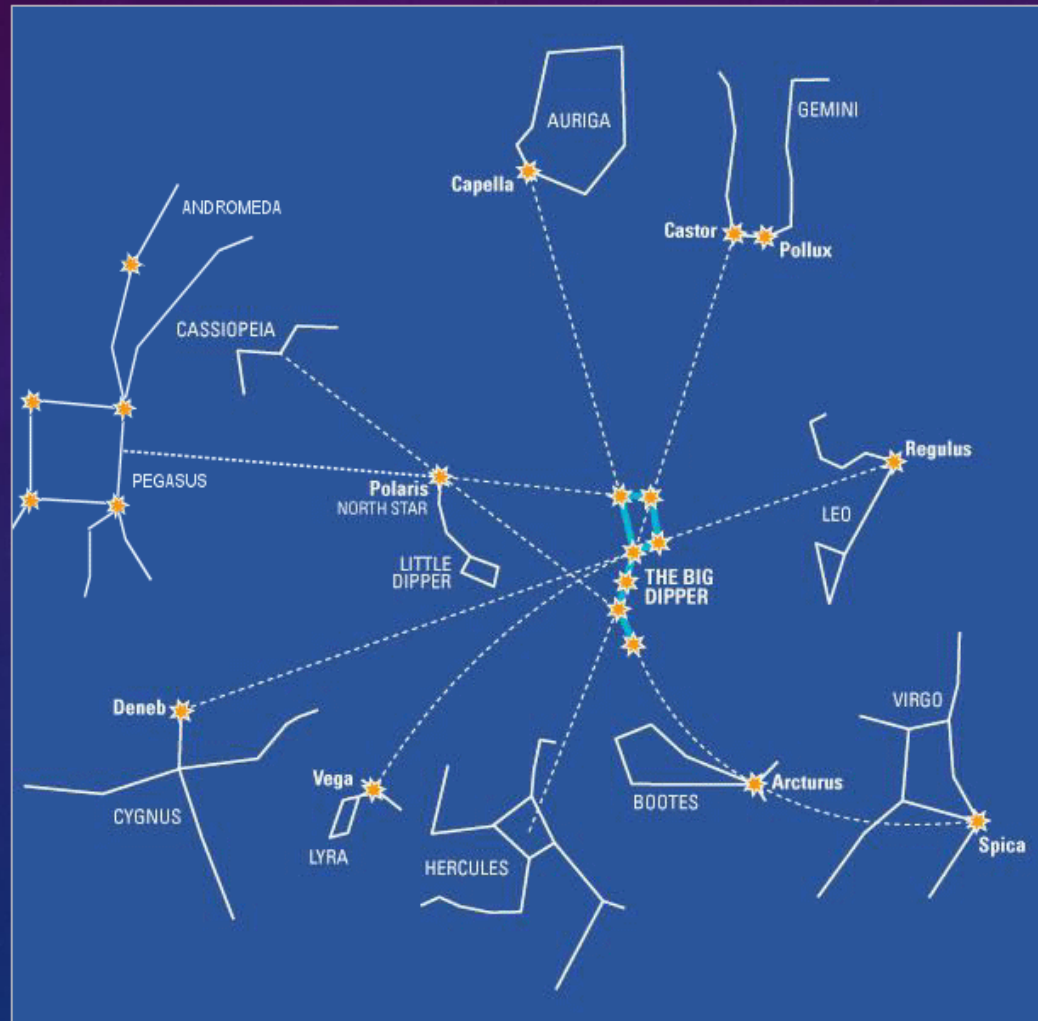 AURIGA
GEMINI
Capella
ANDROMEDA
Castor
Pollux
CASSIOPEIA
Regulus
PEGASUS
Polaris
NORTH STAR
LEO
LITTLE
DIPPER
THE BIG
DIPPER
Deneb
VIRGO
Vega
Arcturus
BOOTES
CYGNUS
LYRA
HERCULES
Spica